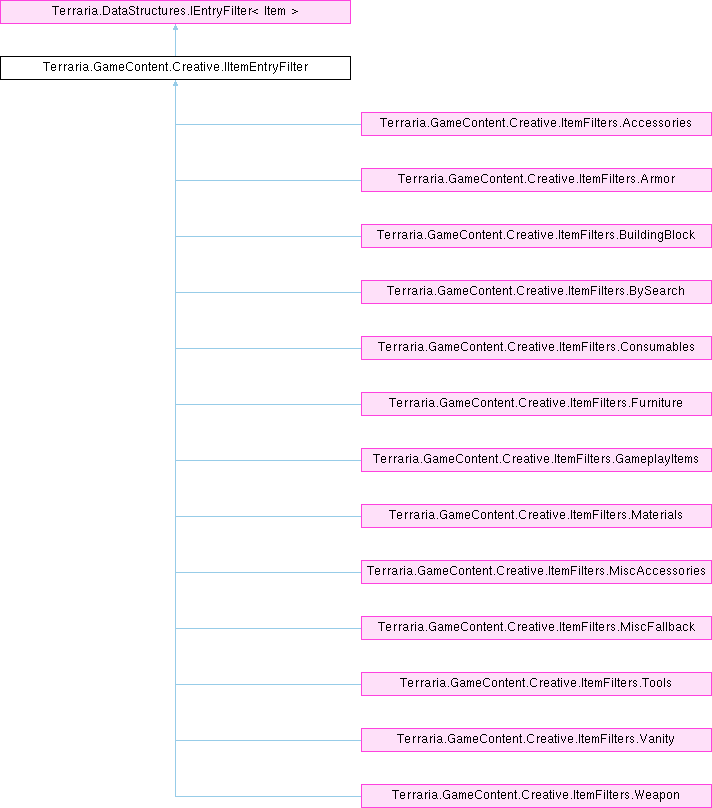 Terraria.DataStructures.IEntryFilter< Item >
Terraria.GameContent.Creative.IItemEntryFilter
Terraria.GameContent.Creative.ItemFilters.Accessories
Terraria.GameContent.Creative.ItemFilters.Armor
Terraria.GameContent.Creative.ItemFilters.BuildingBlock
Terraria.GameContent.Creative.ItemFilters.BySearch
Terraria.GameContent.Creative.ItemFilters.Consumables
Terraria.GameContent.Creative.ItemFilters.Furniture
Terraria.GameContent.Creative.ItemFilters.GameplayItems
Terraria.GameContent.Creative.ItemFilters.Materials
Terraria.GameContent.Creative.ItemFilters.MiscAccessories
Terraria.GameContent.Creative.ItemFilters.MiscFallback
Terraria.GameContent.Creative.ItemFilters.Tools
Terraria.GameContent.Creative.ItemFilters.Vanity
Terraria.GameContent.Creative.ItemFilters.Weapon